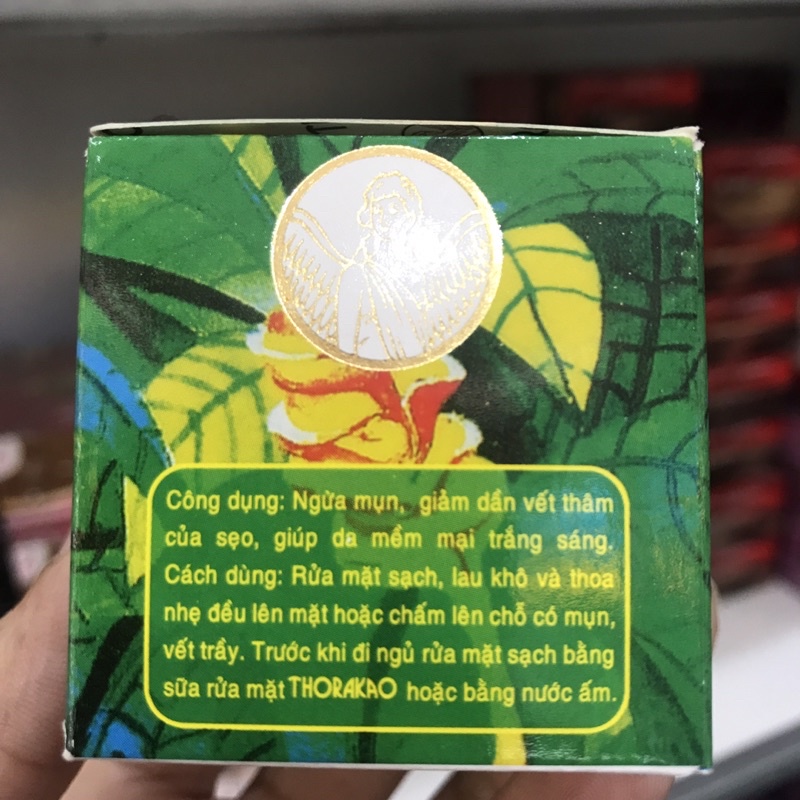 Công dụng: Ngừa mụn, giảm dần vết thâm
của sẹo, giúp da mềm mại trắng sáng.
Cách dùng: Rửa mặt sạch, lau khô và thoa
nhẹ đều lên mặt hoặc chấm lên chỗ có mụn,
vết trầy. Trước khi đi ngủ rửa mặt sạch bằng
sữa rửa mặt THORAKAO hoặc bằng nước ấm.